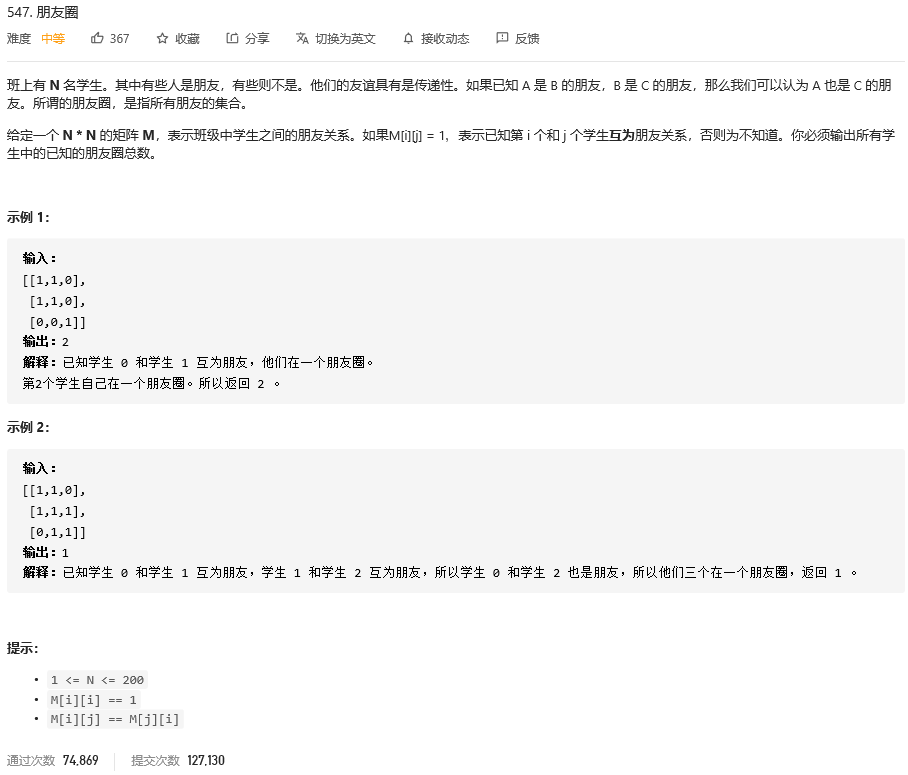 547. 朋友圈
难度 中等 367 收藏 分享 切换为英文 接收动态 反馈
班上有 N 名学生。其中有些人是朋友，有些则不是。他们的友谊具有是传递性。如果已知 A 是 B 的朋友，B 是 C 的朋友，那么我们可以认为 A 也是 C 的朋
友。所谓的朋友圈，是指所有朋友的集合。
给定一个 N * N 的矩阵 M，表示班级中学生之间的朋友关系。如果M[i][j] = 1，表示已知第 i 个和 j 个学生互为朋友关系，否则为不知道。你必须输出所有学
生中的已知的朋友圈总数。
示例 1：
输入：
[[1,1,0],
[1,1,0],
[0,0,1]]
输出：2
解释：已知学生 0 和学生 1 互为朋友，他们在一个朋友圈。
第2个学生自己在一个朋友圈。所以返回 2 。
示例 2：
输入：
[[1,1,0],
[1,1,1],
[0,1,1]]
输出：1
解释：已知学生 0 和学生 1 互为朋友，学生 1 和学生 2 互为朋友，所以学生 0 和学生 2 也是朋友，所以他们三个在一个朋友圈，返回 1 。
提示：
• 1 <= N <= 200
• M[i][i] == 1
• M[i][j] == M[j][i]
通过次数 74,869 提交次数 127,130